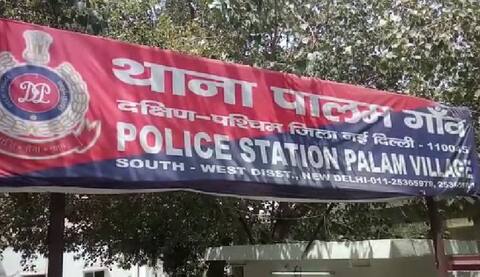 थाना पालम गाँव
दक्षिण-पश्चिम जिला नई दिल्ली - 110045
POLICE STATION PALAM VILLAGE
SOUTH - WEST DISTT., NEW DELHI-011-25365978,